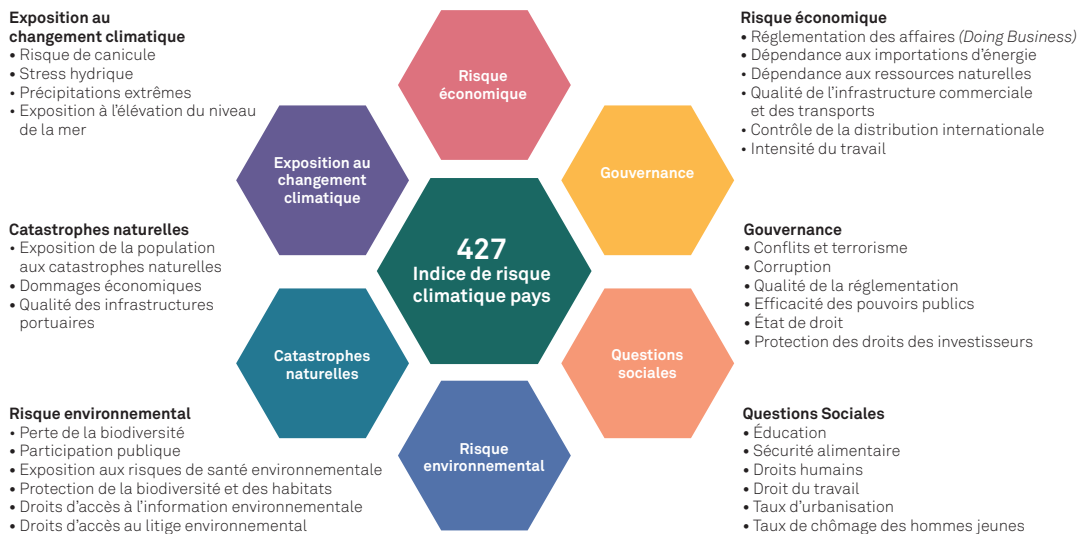 Exposition au
changement climatique
• Risque de canicule
• Stress hydrique
• Précipitations extrêmes
• Exposition à l'élévation du niveau
de la mer
Catastrophes naturelles
• Exposition de la population
aux catastrophes naturelles
• Dommages économiques
• Qualité des infrastructures
portuaires
Risque environnemental
• Perte de la biodiversité
• Participation publique
• Exposition aux risques de santé environnementale
• Protection de la biodiversité et des habitats
• Droits d'accès à l'information environnementale
• Droits d'accès au litige environnemental
Risque
économique
Exposition au
changement
climatique
Gouvernance
427
Indice de risque
climatique pays
Catastrophes
naturelles
Questions
sociales
Risque
environnemental
Risque économique
• Réglementation des affaires (Doing Business)
• Dépendance aux importations d'énergie
• Dépendance aux ressources naturelles
• Qualité de l'infrastructure commerciale
et des transports
• Contrôle de la distribution internationale
• Intensité du travail
Gouvernance
• Conflits et terrorisme
• Corruption
• Qualité de la réglementation
• Efficacité des pouvoirs publics
• État de droit
• Protection des droits des investisseurs
Questions Sociales
• Éducation
• Sécurité alimentaire
• Droits humains
• Droit du travail
• Taux d'urbanisation
• Taux de chômage des hommes jeunes